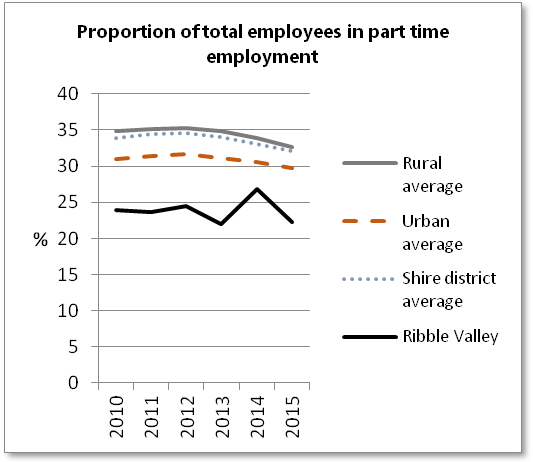 Proportion of total employees in part time
employment
40
35
30
25
20
15
10
5
0
%
2010
2011
2012
2013
2014
2015
Rural
average
Urban
average
Shire district
average
Ribble Valley